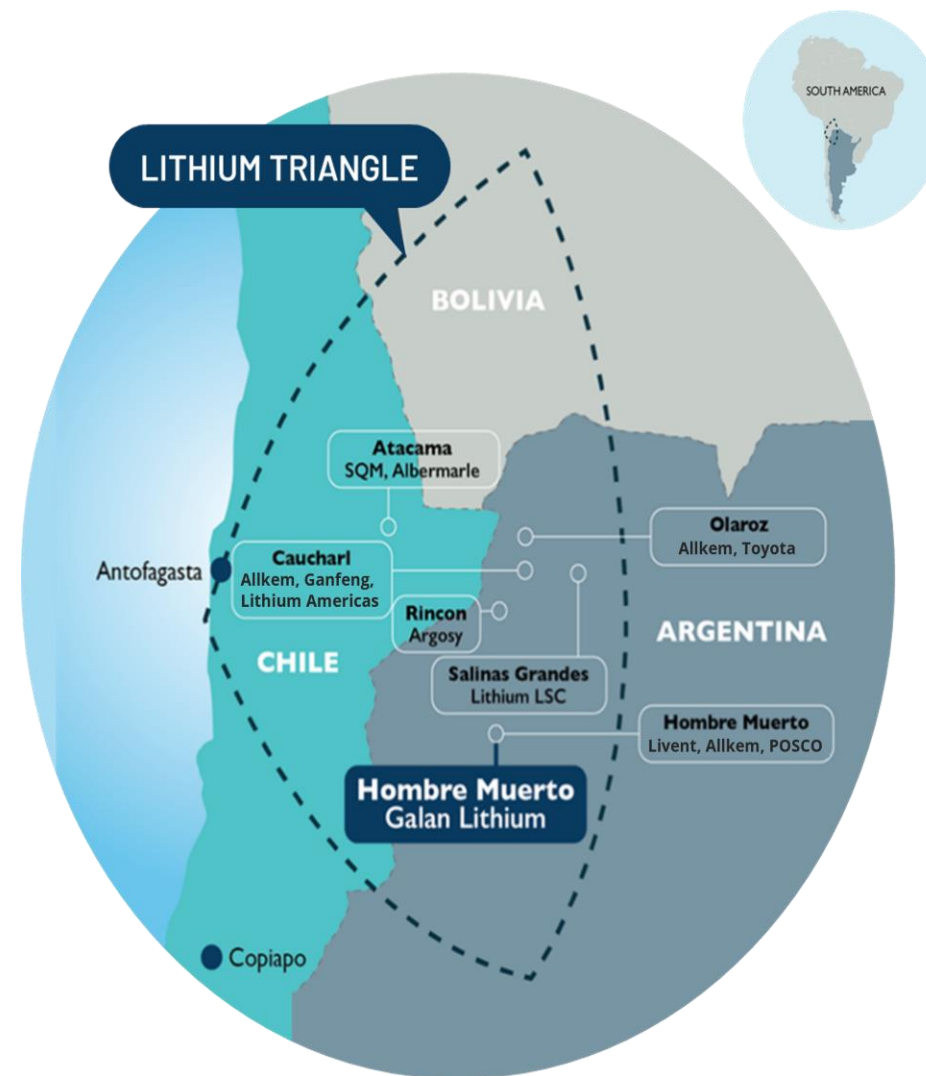 SOUTH AMERICA
LITHIUM TRIANGLE
BOLIVIA
Atacama
SQM, Albermarle
Olaroz
Allkem, Toyota
Antofagasta
Caucharl
Allkem, Ganfeng,
Lithium Americas
Rincon
Argosy
ARGENTINA
CHILE
Salinas Grandes
Lithium LSC
Hombre Muerto
Livent, Allkem, POSCO
Hombre Muerto
Galan Lithium
Copiapo